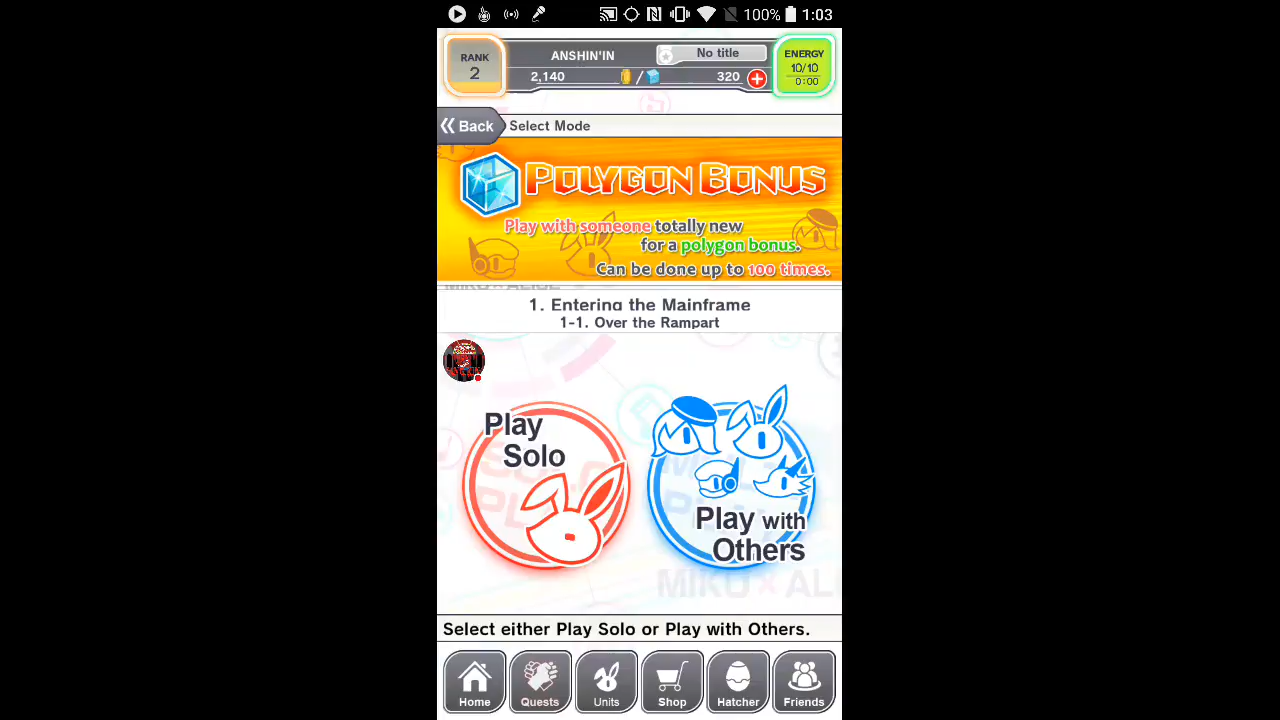 100% 1:03
RANK
2
ANSHIN'IN
No title
2,140 / 320
ENERGY
10/10
0:00
Back
Select Mode
POLYGON BONUS
Play with someone totally new
for a polygon bonus.
Can be done up to 100 times.
1. Entering the Mainframe
1-1. Over the Rampart
Play
Solo
Play with
Others
MIKU × ALIC
Select either Play Solo or Play with Others.
Home
Quests
Units
Shop
Hatcher
Friends